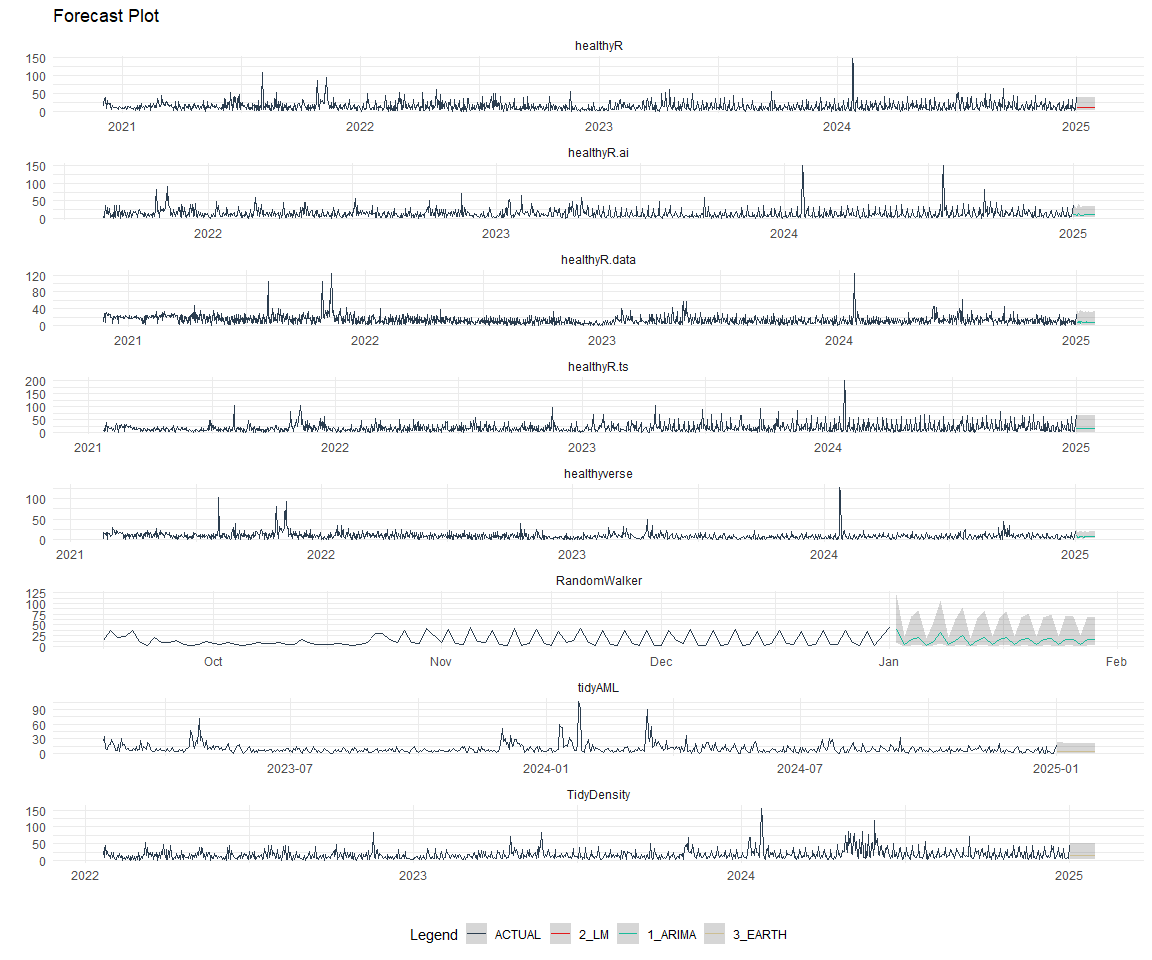 Forecast Plot
healthyR
150
100
50
0
2021 2022 2023 2024 2025
healthyR.ai
150
100
50
0
2022 2023 2024 2025
healthyR.data
120
80
40
0
2021 2022 2023 2024 2025
healthyR.ts
200
150
100
50
0
2021 2022 2023 2024 2025
healthyverse
100
50
0
2021 2022 2023 2024 2025
RandomWalker
125
100
75
50
25
0
Oct Nov Dec Jan Feb
tidyAML
90
60
30
0
2023-07 2024-01 2024-07 2025-01
TidyDensity
150
100
50
0
2022 2023 2024 2025
Legend ACTUAL 2_LM 1_ARIMA 3_EARTH